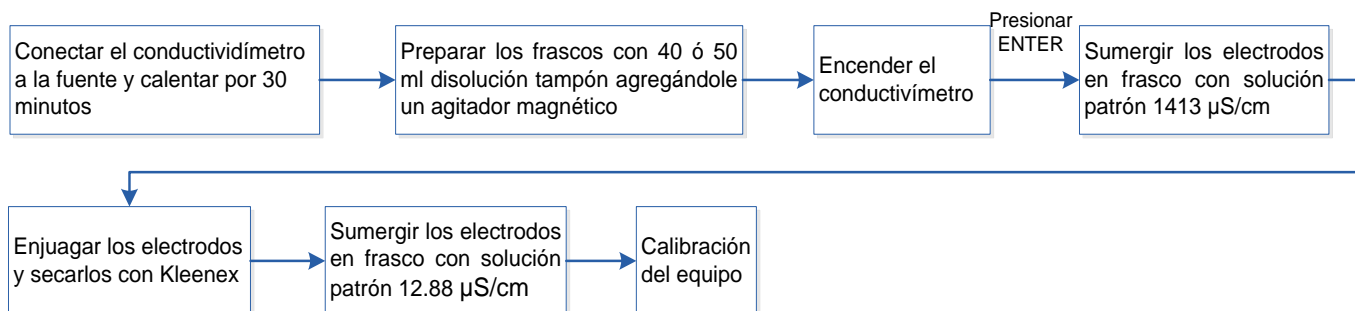 Conectar el conductividímetro
a la fuente y calentar por 30
minutos
Preparar los frascos con 40 ó 50
ml disolución tampón agregándole
un agitador magnético
Encender el
conductivímetro
Presionar
ENTER
Sumergir los electrodos
en frasco con solución
patrón 1413 µS/cm
Enjuagar los electrodos
y secarlos con Kleenex
Sumergir los electrodos
en frasco con solución
patrón 12.88 µS/cm
Calibración
del equipo